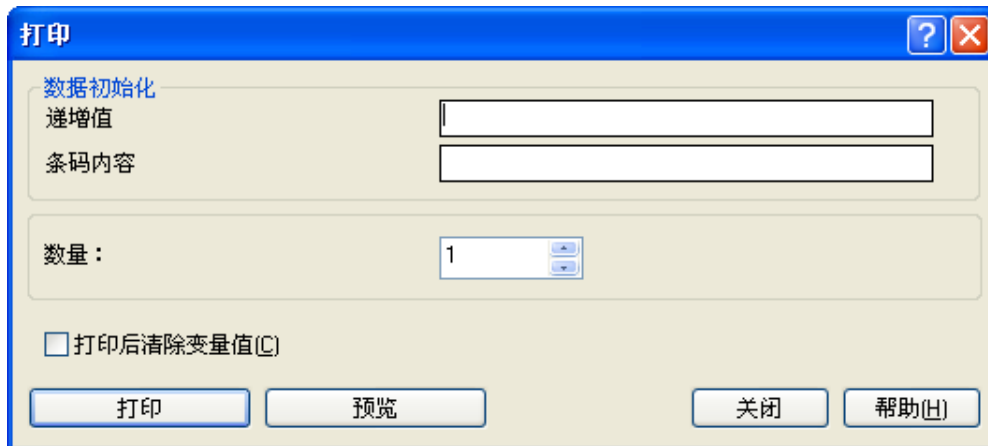 打印
数据初始化
递增值
条码内容
数量：
1
打印后清除变量值(C)
打印
预览
关闭
帮助(H)